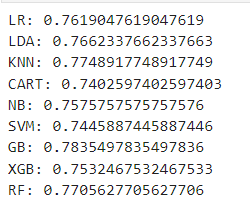 LR: 0.7619047619047619
LDA: 0.7662337662337663
KNN: 0.7748917748917749
CART: 0.7402597402597403
NB: 0.7575757575757576
SVM: 0.7445887445887446
GB: 0.7835497835497836
XGB: 0.7532467532467533
RF: 0.7705627705627706